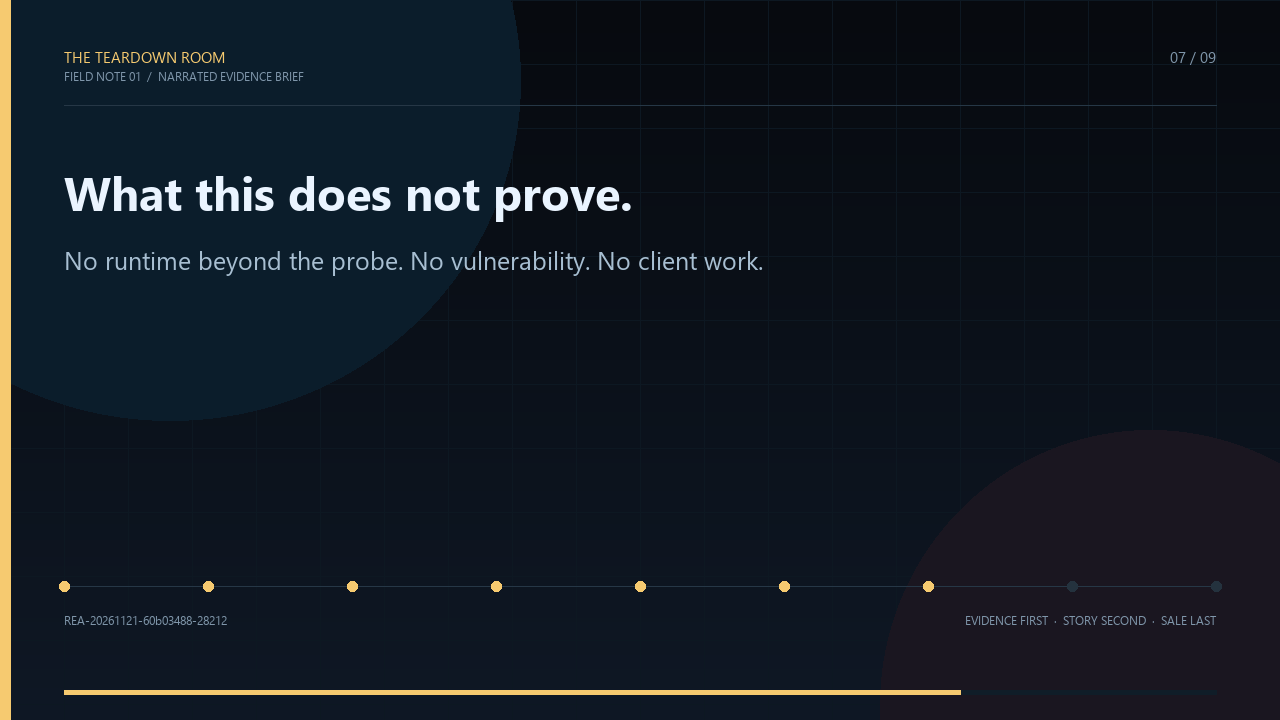 THE TEARDOWN ROOM
07 / 09
FIELD NOTE 01 / NARRATED EVIDENCE BRIEF
What this does not prove.
No runtime beyond the probe. No vulnerability. No client work.
REA-20261121-60b03488-28212
EVIDENCE FIRST · STORY SECOND · SALE LAST